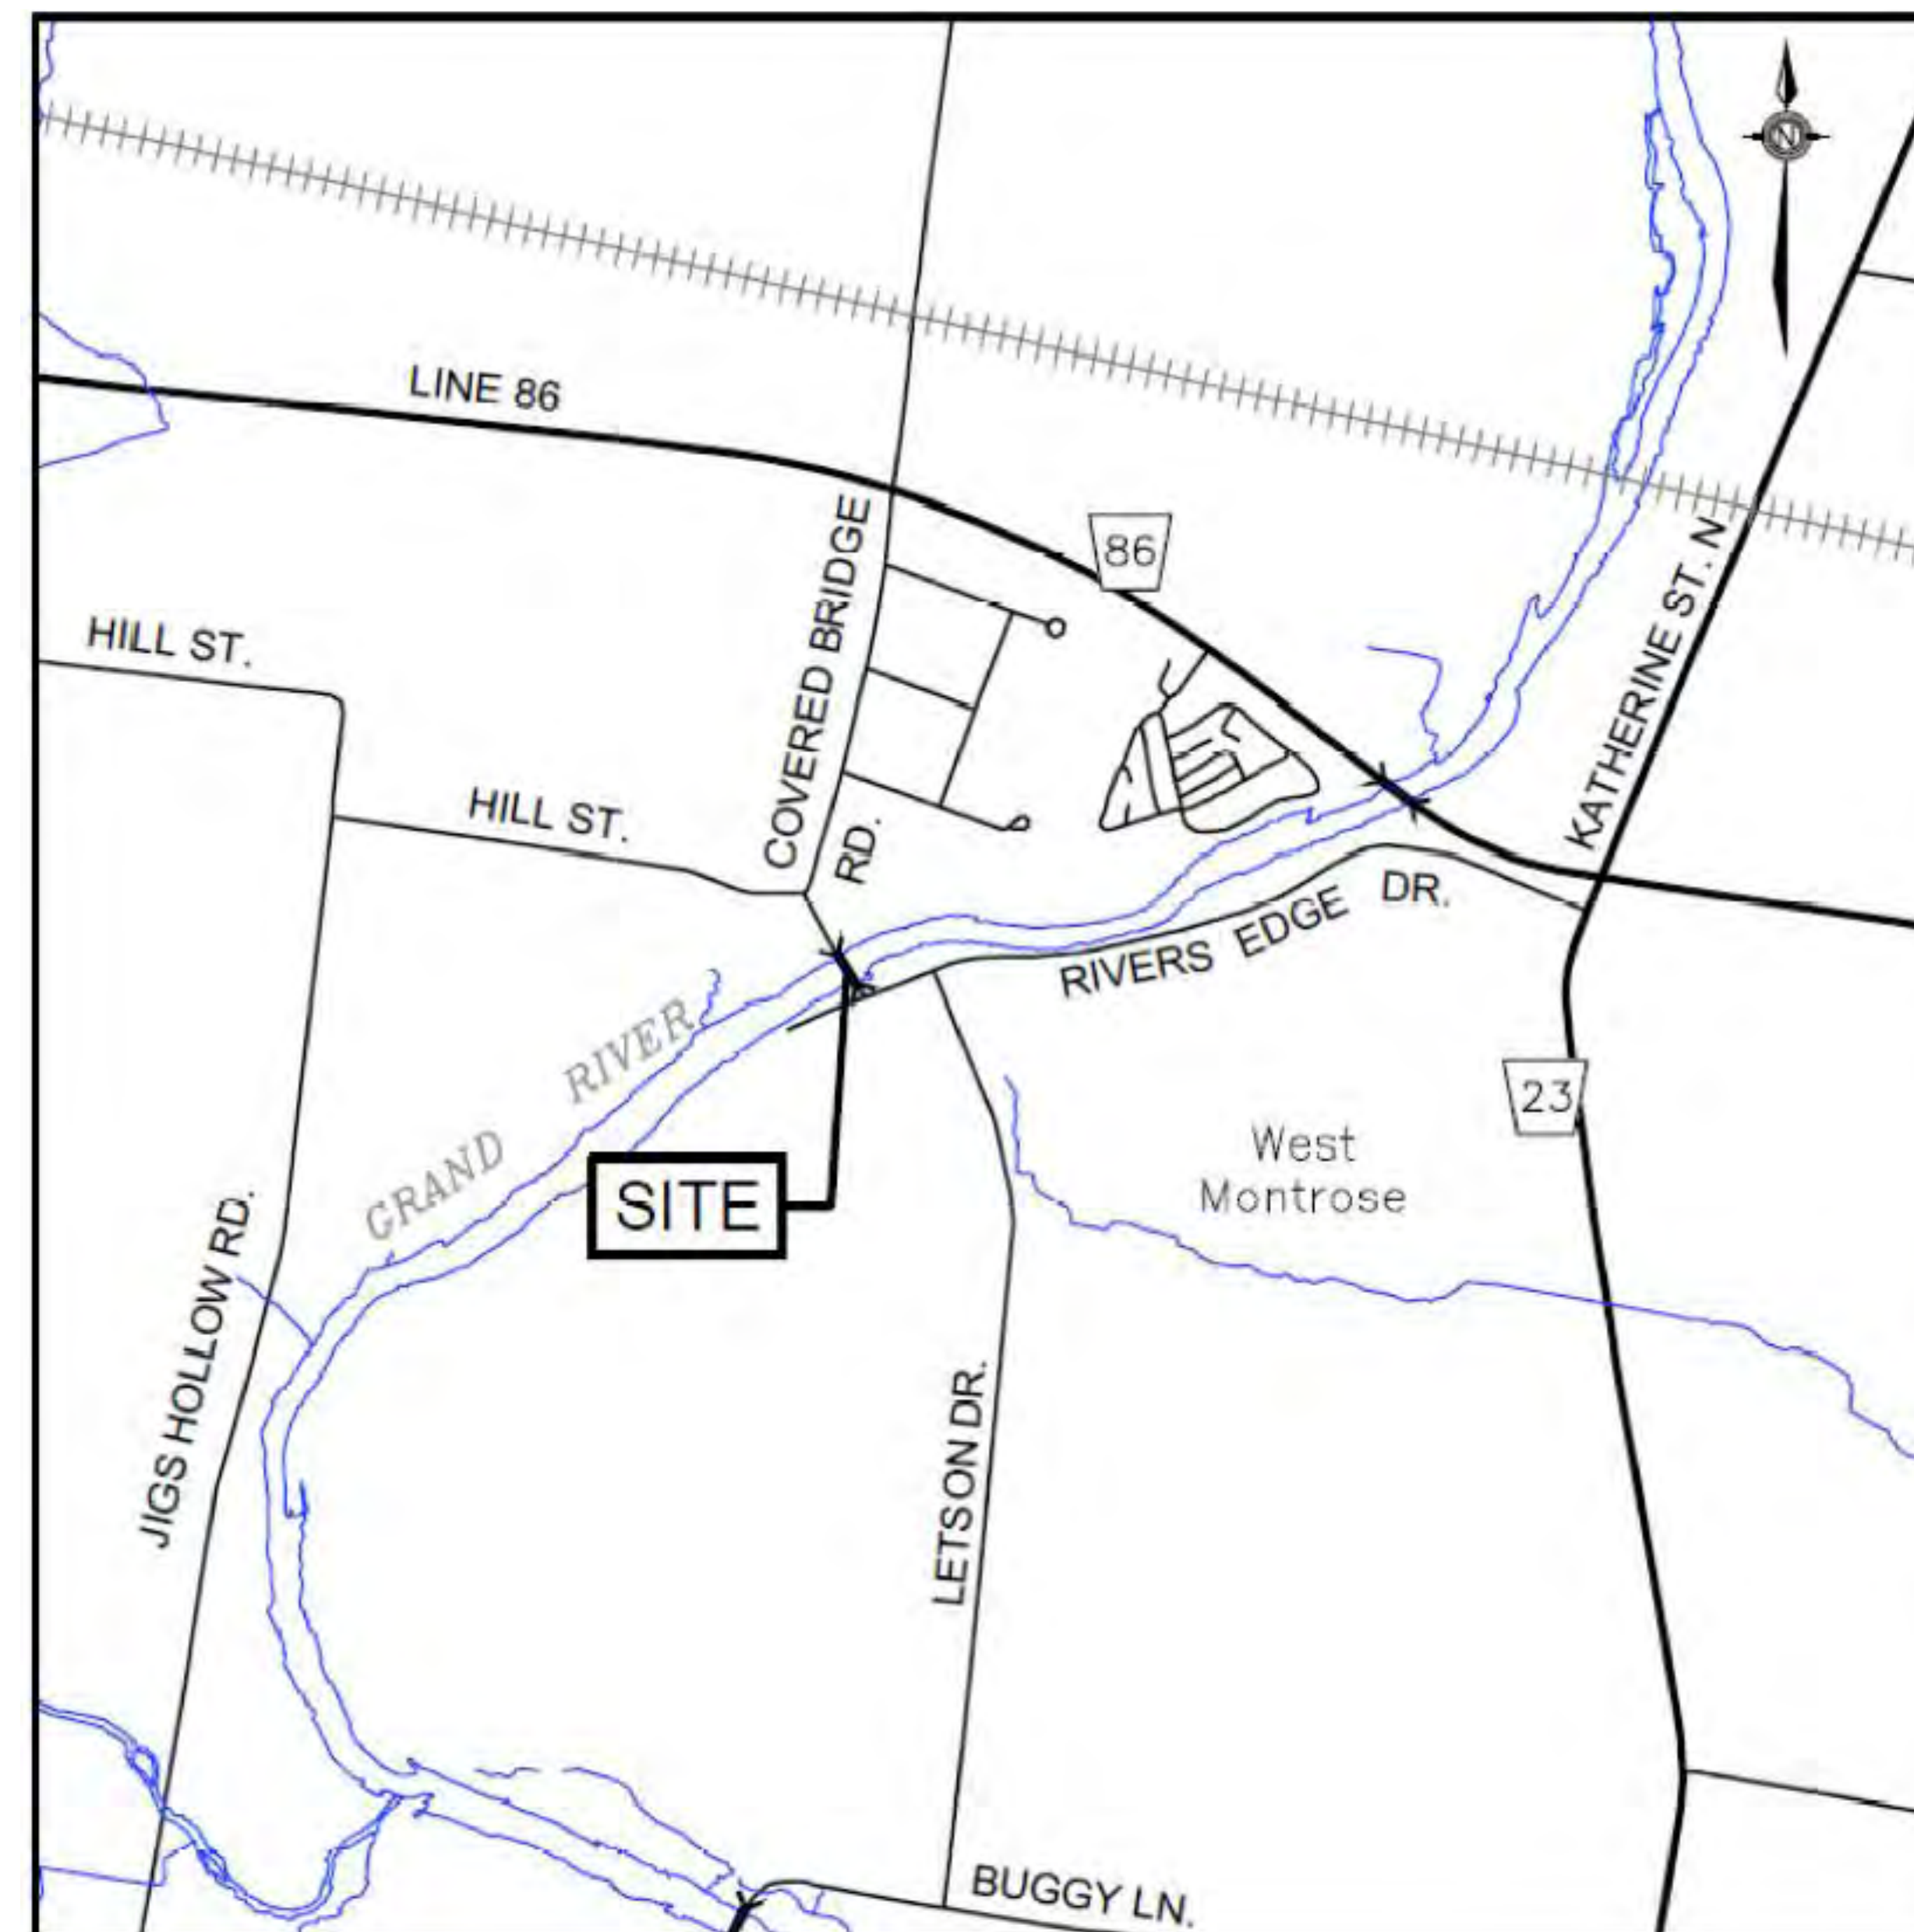 N
LINE 86
86
COVERED BRIDGE
RD.
HILL ST.
HILL ST.
KATHERINE ST. N
RIVERS EDGE DR.
GRAND RIVER
23
West
Montrose
SITE
JIGS HOLLOW RD.
LETSON DR.
BUGGY LN.